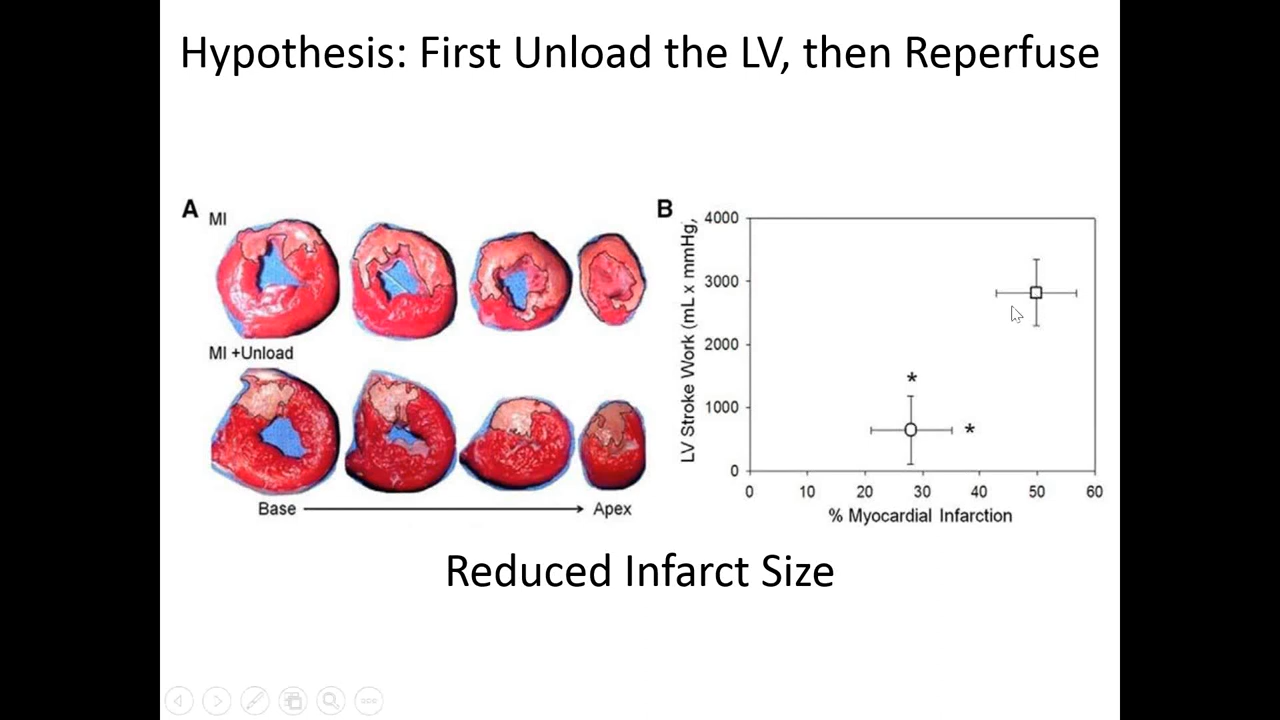 Hypothesis: First Unload the LV, then Reperfuse
A
MI
MI +Unload
Base
Apex
B
LV Stroke Work (mL x mmHg,
4000
3000
2000
1000
0
*
*
0 10 20 30 40 50 60
% Myocardial Infarction
Reduced Infarct Size